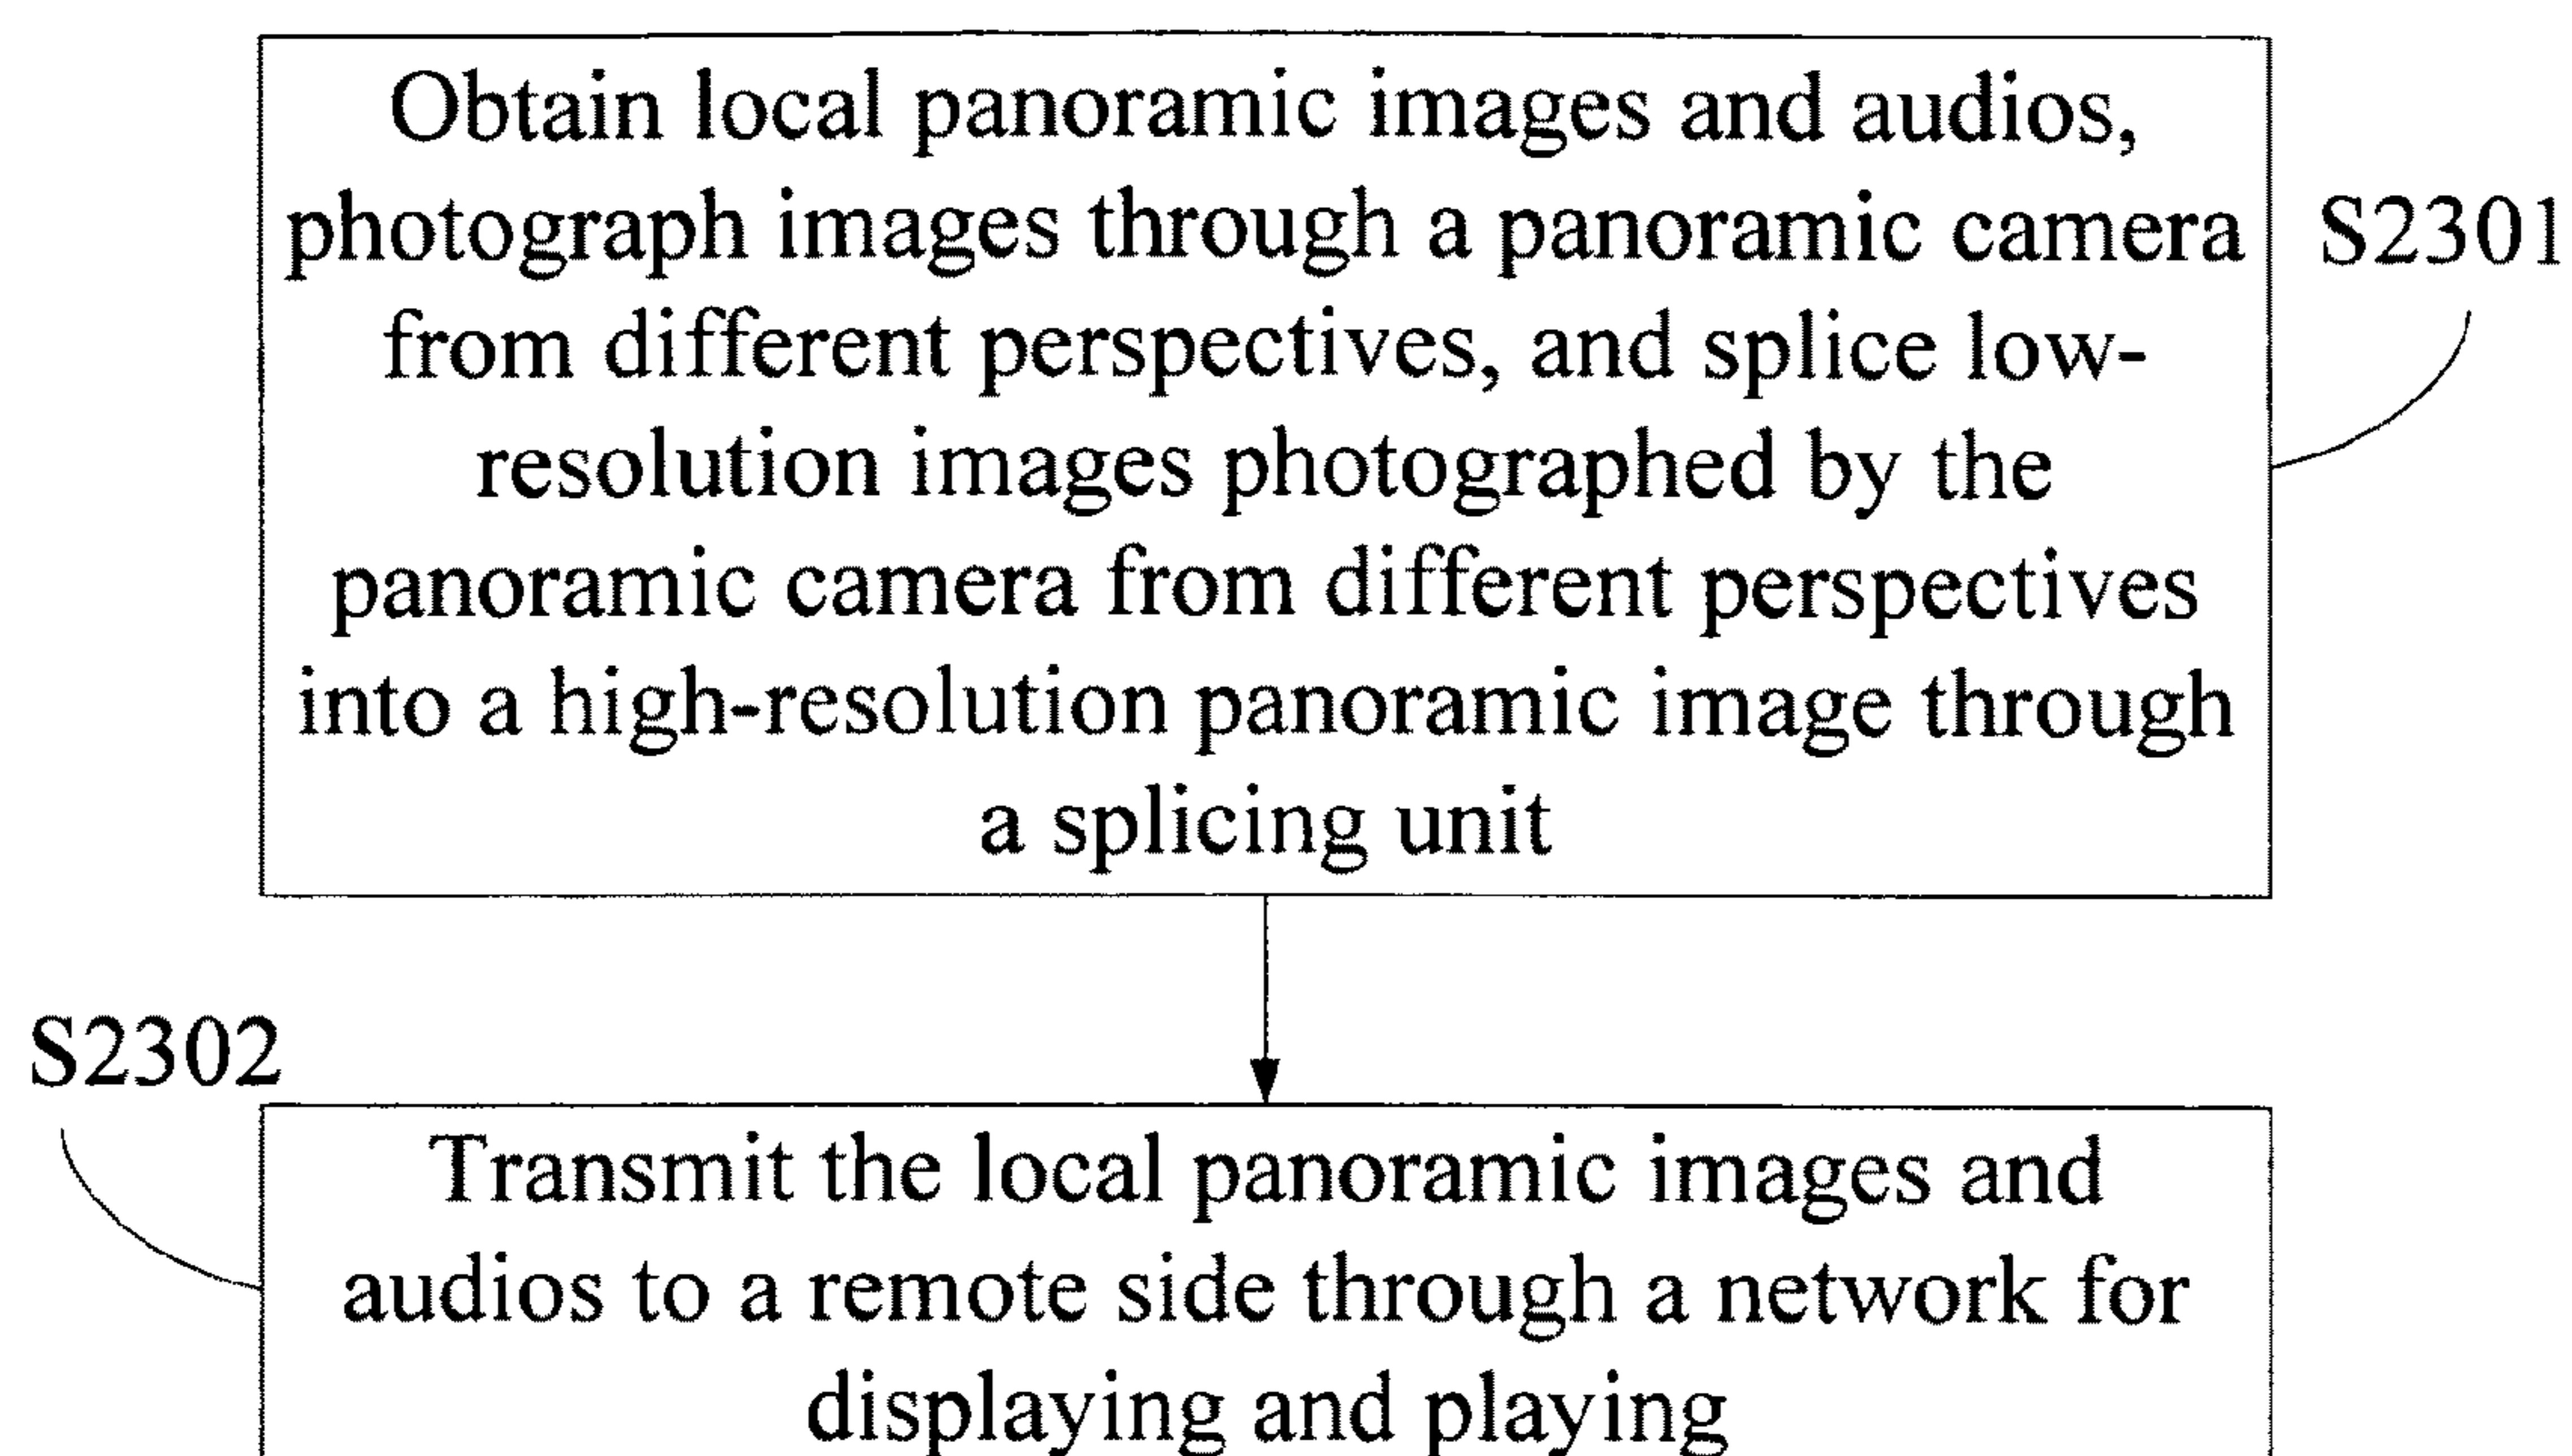 Obtain local panoramic images and audios,
photograph images through a panoramic camera
S2301
from different perspectives, and splice low-
resolution images photographed by the
panoramic camera from different perspectives
into a high-resolution panoramic image through
a splicing unit
S2302
Transmit the local panoramic images and
audios to a remote side through a network for
displaying and playing